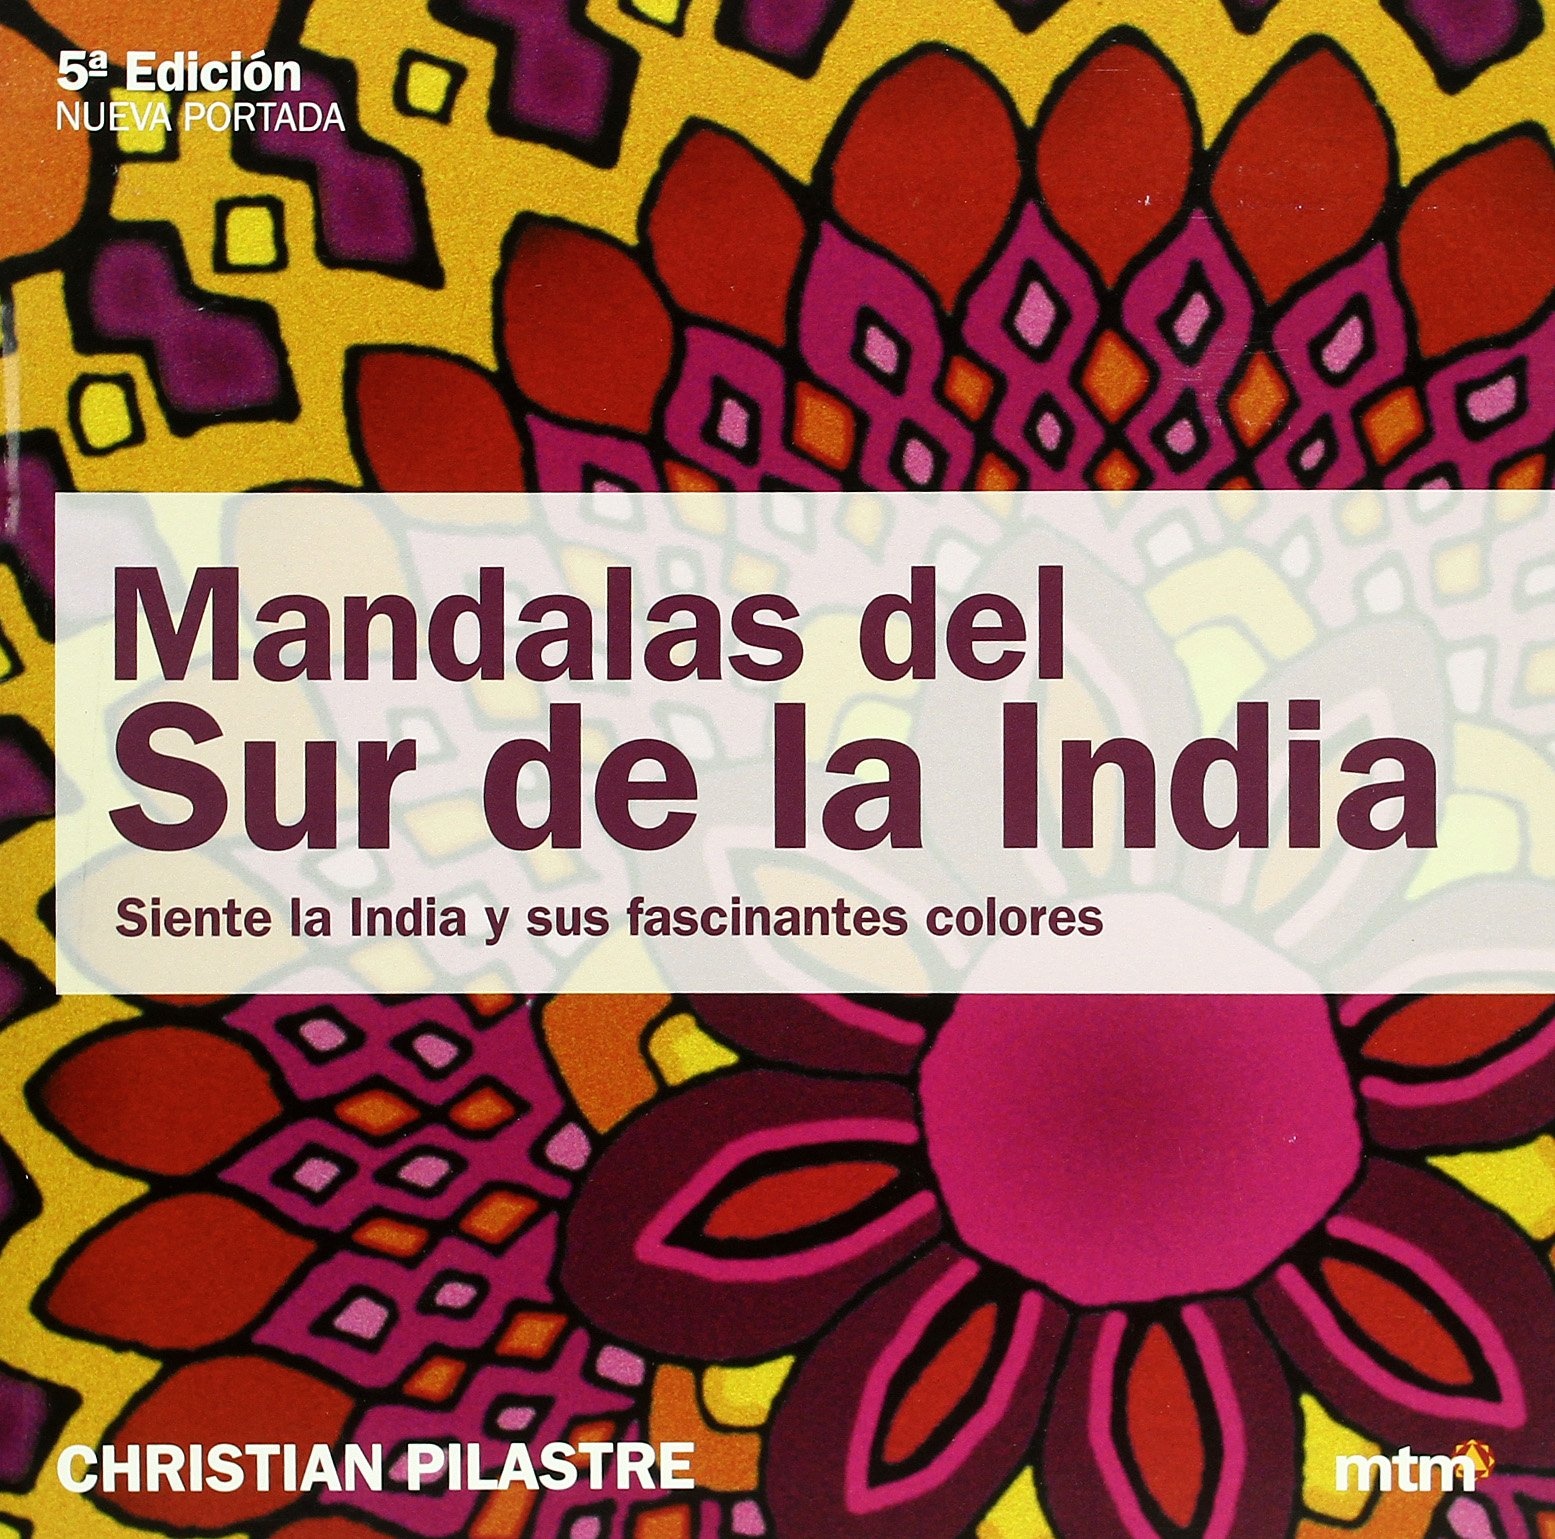 5ª Edición
NUEVA PORTADA
Mandalas del
Sur de la India
Siente la India y sus fascinantes colores
CHRISTIAN PILASTRE
mtm